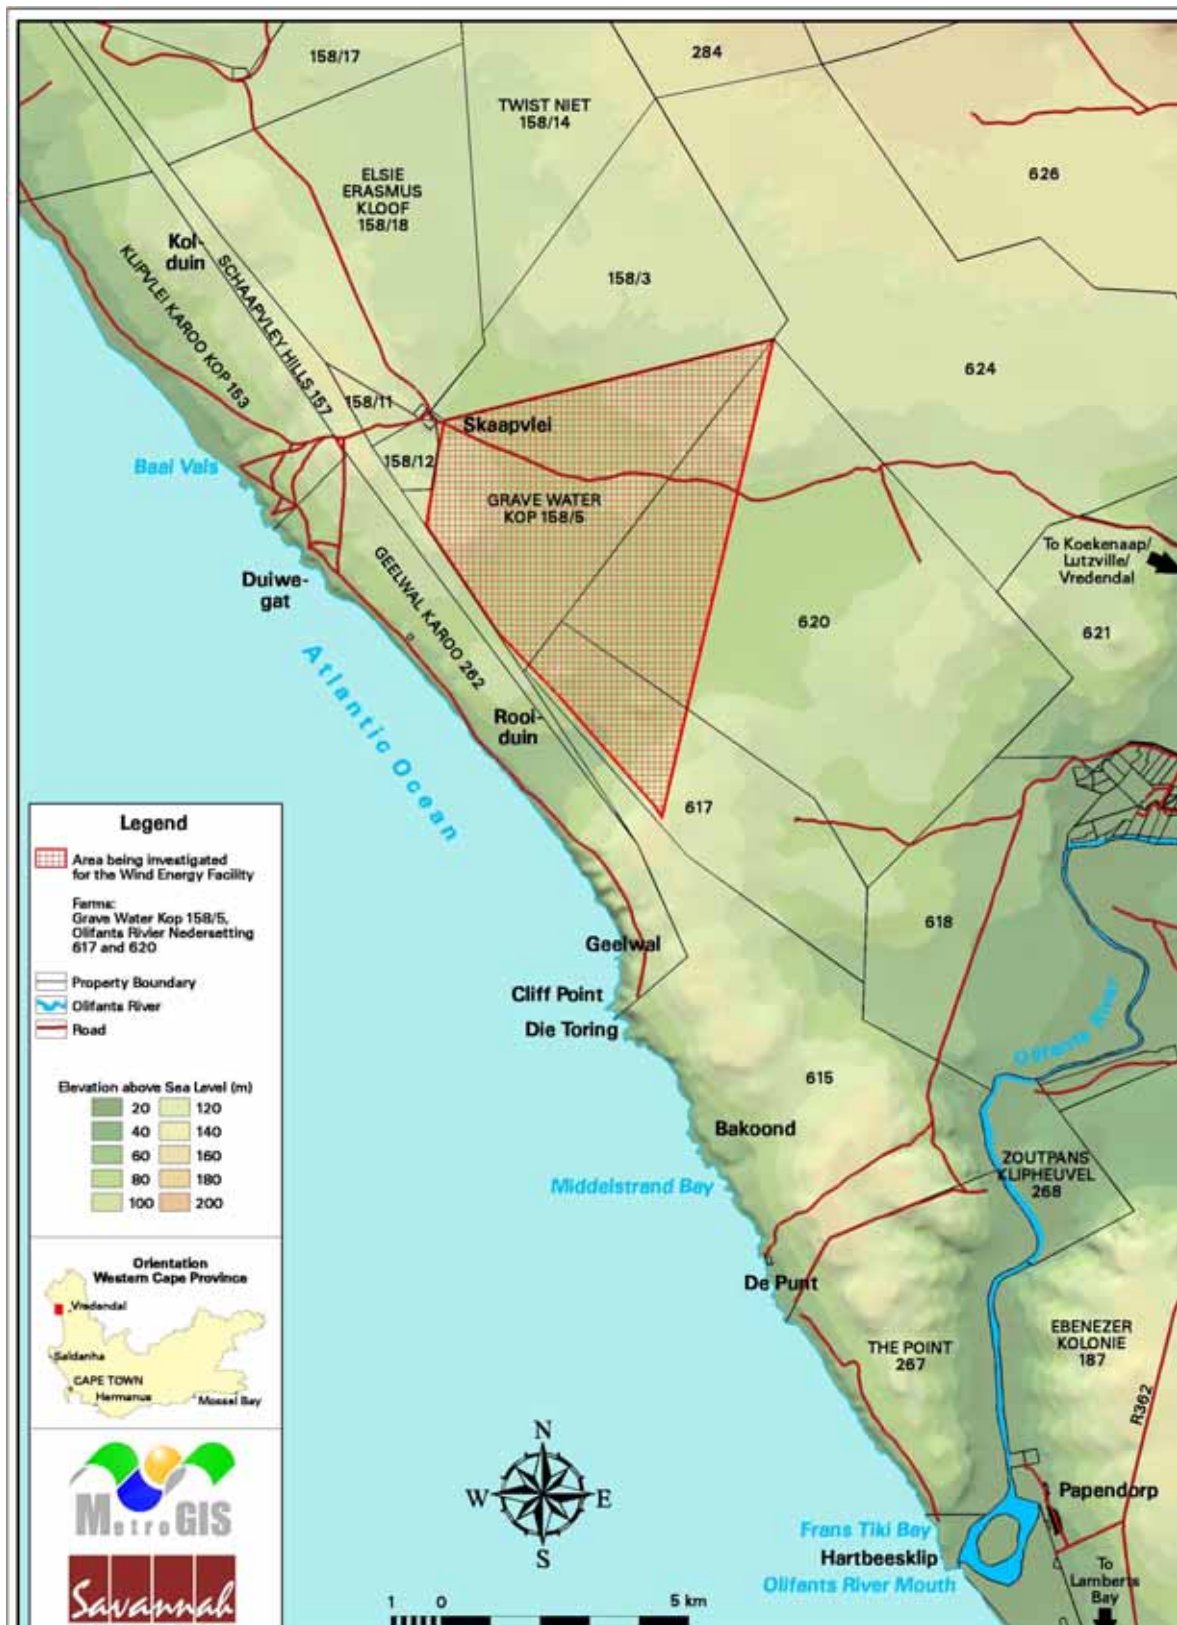 158/17
284
TWIST NIET
158/14
ELSIE
ERASMUS
KLOOF
158/18
626
Kol-
duin
SCHAAPVLEY HILLS 157
KLIPVLEI KAROO KOP 153
158/3
624
158/11
Skaapvlei
Baai Vals
158/12
GRAVE WATER
KOP 158/5
To Koekenaap/
Lutzville/
Vredendal
Duiwe-
gat
GEELWAL KAROO 262
620
621
Atlantic Ocean
Rooi-
duin
617
618
Geelwal
Cliff Point
Die Toring
Olifants River
615
Bakoond
ZOUTPANS
KLIPHEUVEL
268
Middelstrand Bay
De Punt
THE POINT
267
EBENEZER
KOLONIE
187
R362
Papendorp
Frans Tiki Bay
Hartbeesklip
Olifants River Mouth
To
Lamberts
Bay
Legend
Area being investigated
for the Wind Energy Facility
Farms:
Grave Water Kop 158/5,
Olifants Rivier Nedersetting
617 and 620
Property Boundary
Olifants River
Road
Elevation above Sea Level (m)
20 120
40 140
60 160
80 180
100 200
Orientation
Western Cape Province
Vredendal
Saldanha
CAPE TOWN
Hermanus
Mossel Bay
MetroGIS
Savannah
N
W E
S
1 0 5 km